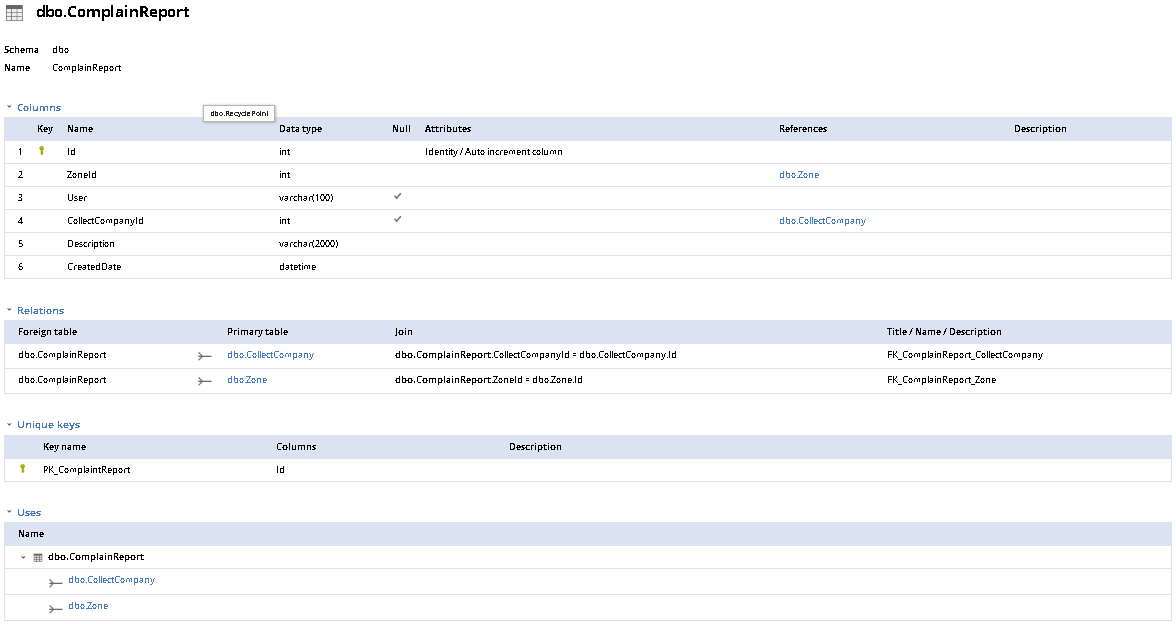 dbo.ComplainReport
Schema dbo
Name ComplainReport
Columns
dbo.RecyclePoint
Key Name Data type Null Attributes References Description
1 Id int Identity / Auto increment column
2 ZoneId int dbo.Zone
3 User varchar(100)
4 CollectCompanyId int dbo.CollectCompany
5 Description varchar(2000)
6 CreatedDate datetime
Relations
Foreign table Primary table Join Title / Name / Description
dbo.ComplainReport dbo.CollectCompany dbo.ComplainReport.CollectCompanyId = dbo.CollectCompany.Id FK_ComplainReport_CollectCompany
dbo.ComplainReport dbo.Zone dbo.ComplainReport.ZoneId = dbo.Zone.Id FK_ComplainReport_Zone
Unique keys
Key name Columns Description
PK_ComplaintReport Id
Uses
Name
dbo.ComplainReport
dbo.CollectCompany
dbo.Zone